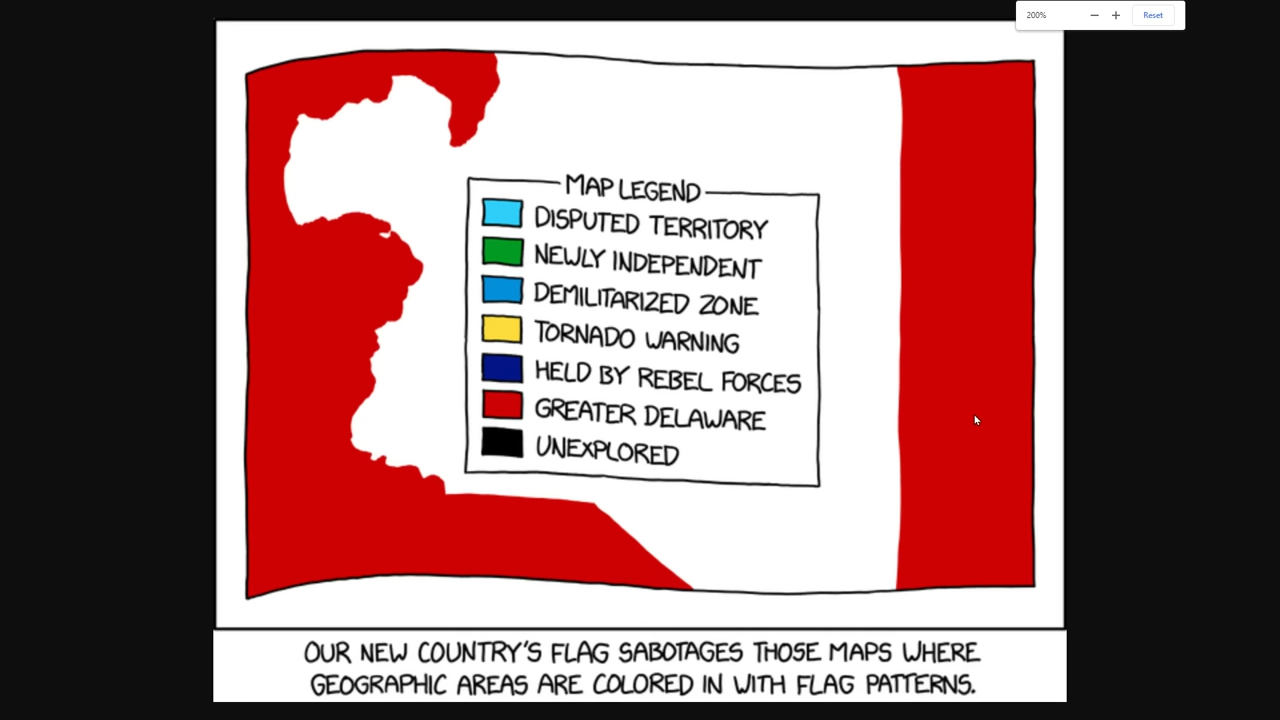 200%
Reset
MAP LEGEND
DISPUTED TERRITORY
NEWLY INDEPENDENT
DEMILITARIZED ZONE
TORNADO WARNING
HELD BY REBEL FORCES
GREATER DELAWARE
UNEXPLORED
OUR NEW COUNTRY'S FLAG SABOTAGES THOSE MAPS WHERE
GEOGRAPHIC AREAS ARE COLORED IN WITH FLAG PATTERNS.